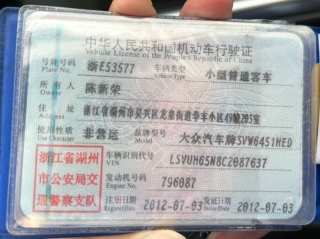 中华人民共和国机动车行驶证
Vehicle License of the People's Republic of China
号牌号码 浙E53577 车辆类型 小型普通客车
Plate No. Vehicle Type
所有人 陈新荣
Owner
住址 浙江省湖州市吴兴区龙泉街道华丰小区45幢205室
Address
使用性质 非营运 品牌型号 大众汽车牌SVW6451HED
Use Character Model
浙江省湖州
市公安局交
通警察支队
车辆识别代号 LSVUH65N8C2087637
VIN
发动机号码 796087
Engine No.
注册日期 2012-07-03 发证日期 2012-07-03
Register Date Issue Date